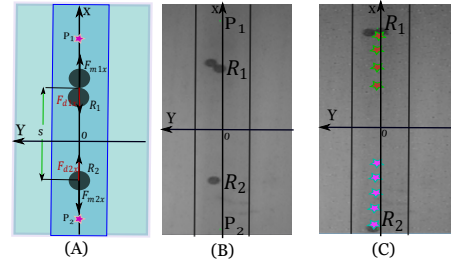 X
P1
Fm1x
Fd1x
R1
s
0
Y
R2
Fd2x
Fm2x
P2
(A)
X
P1
R1
Y
0
R2
P2
(B)
X
R1
Y
0
R2
(C)